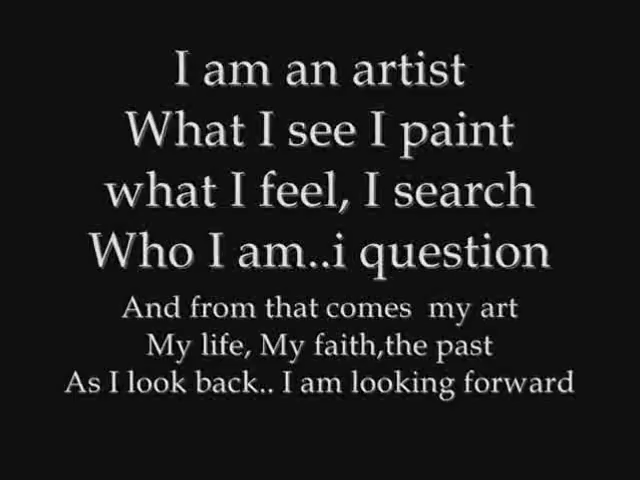 I am an artist
What I see I paint
what I feel, I search
Who I am..i question
And from that comes  my art
My life, My faith,the past
As I look back.. I am looking forward